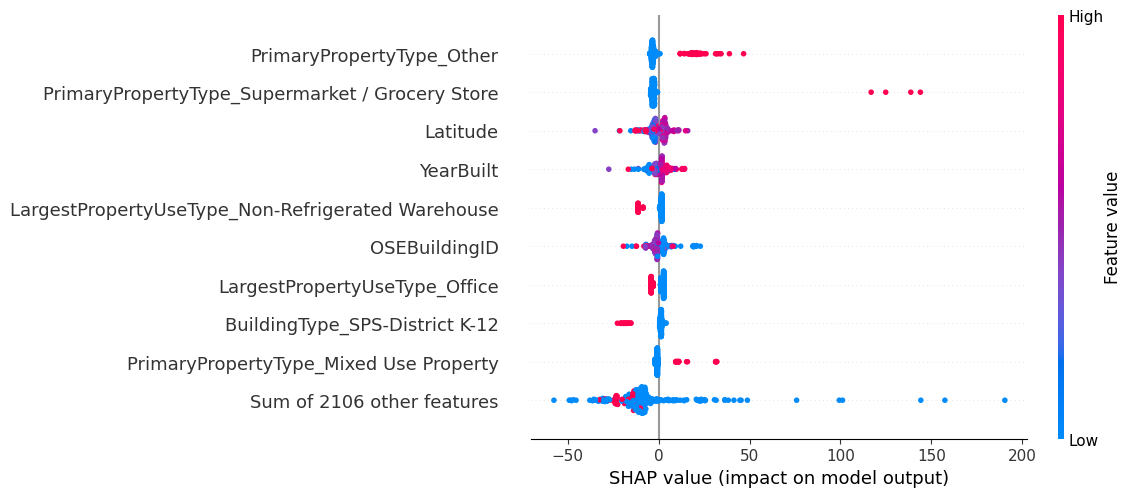 High
PrimaryPropertyType_Other
PrimaryPropertyType_Supermarket / Grocery Store
Latitude
YearBuilt
LargestPropertyUseType_Non-Refrigerated Warehouse
OSEBuildingID
LargestPropertyUseType_Office
BuildingType_SPS-District K-12
PrimaryPropertyType_Mixed Use Property
Sum of 2106 other features
Feature value
Low
−50 0 50 100 150 200
SHAP value (impact on model output)